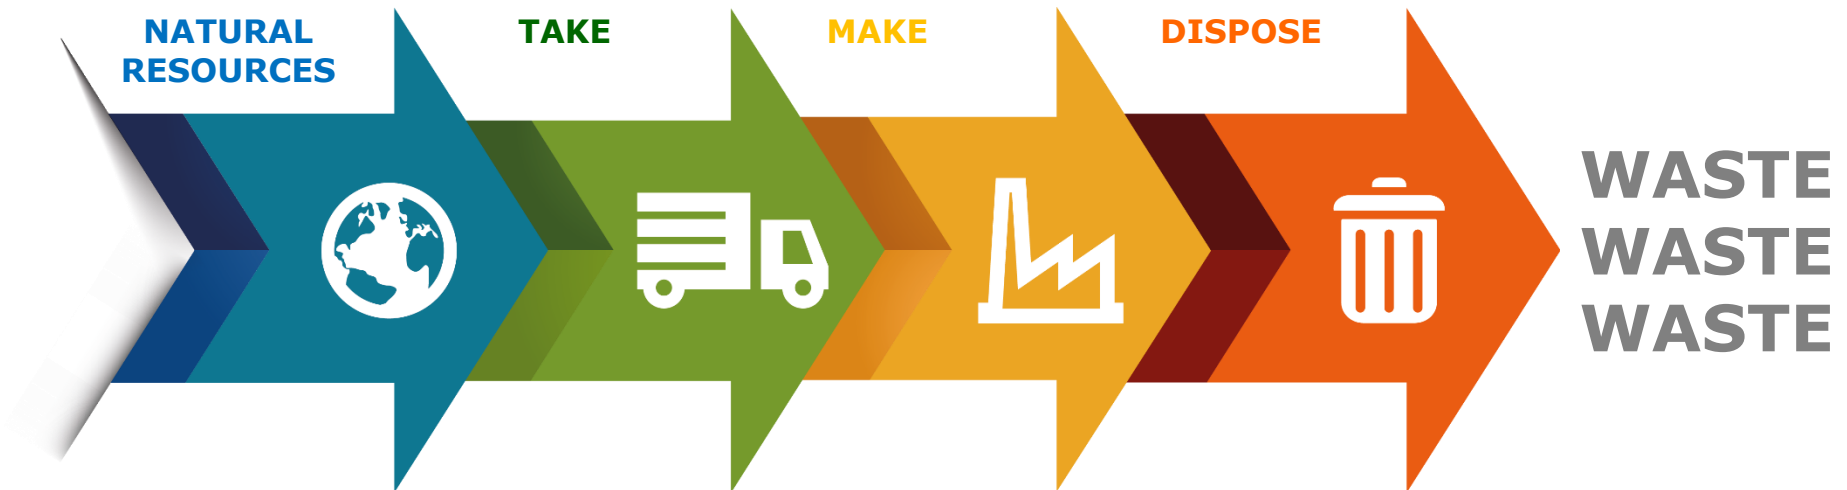 NATURAL
RESOURCES
TAKE
MAKE
DISPOSE
WASTE
WASTE
WASTE